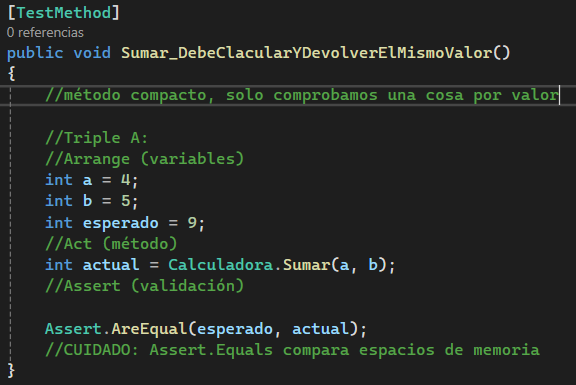 [TestMethod]
0 referencias
public void Sumar_DebeClacularYDevolverElMismoValor()
{
//método compacto, solo comprobamos una cosa por valor
//Triple A:
//Arrange (variables)
int a = 4;
int b = 5;
int esperado = 9;
//Act (método)
int actual = Calculadora.Sumar(a, b);
//Assert (validación)
Assert.AreEqual(esperado, actual);
//CUIDADO: Assert.Equals compara espacios de memoria
}